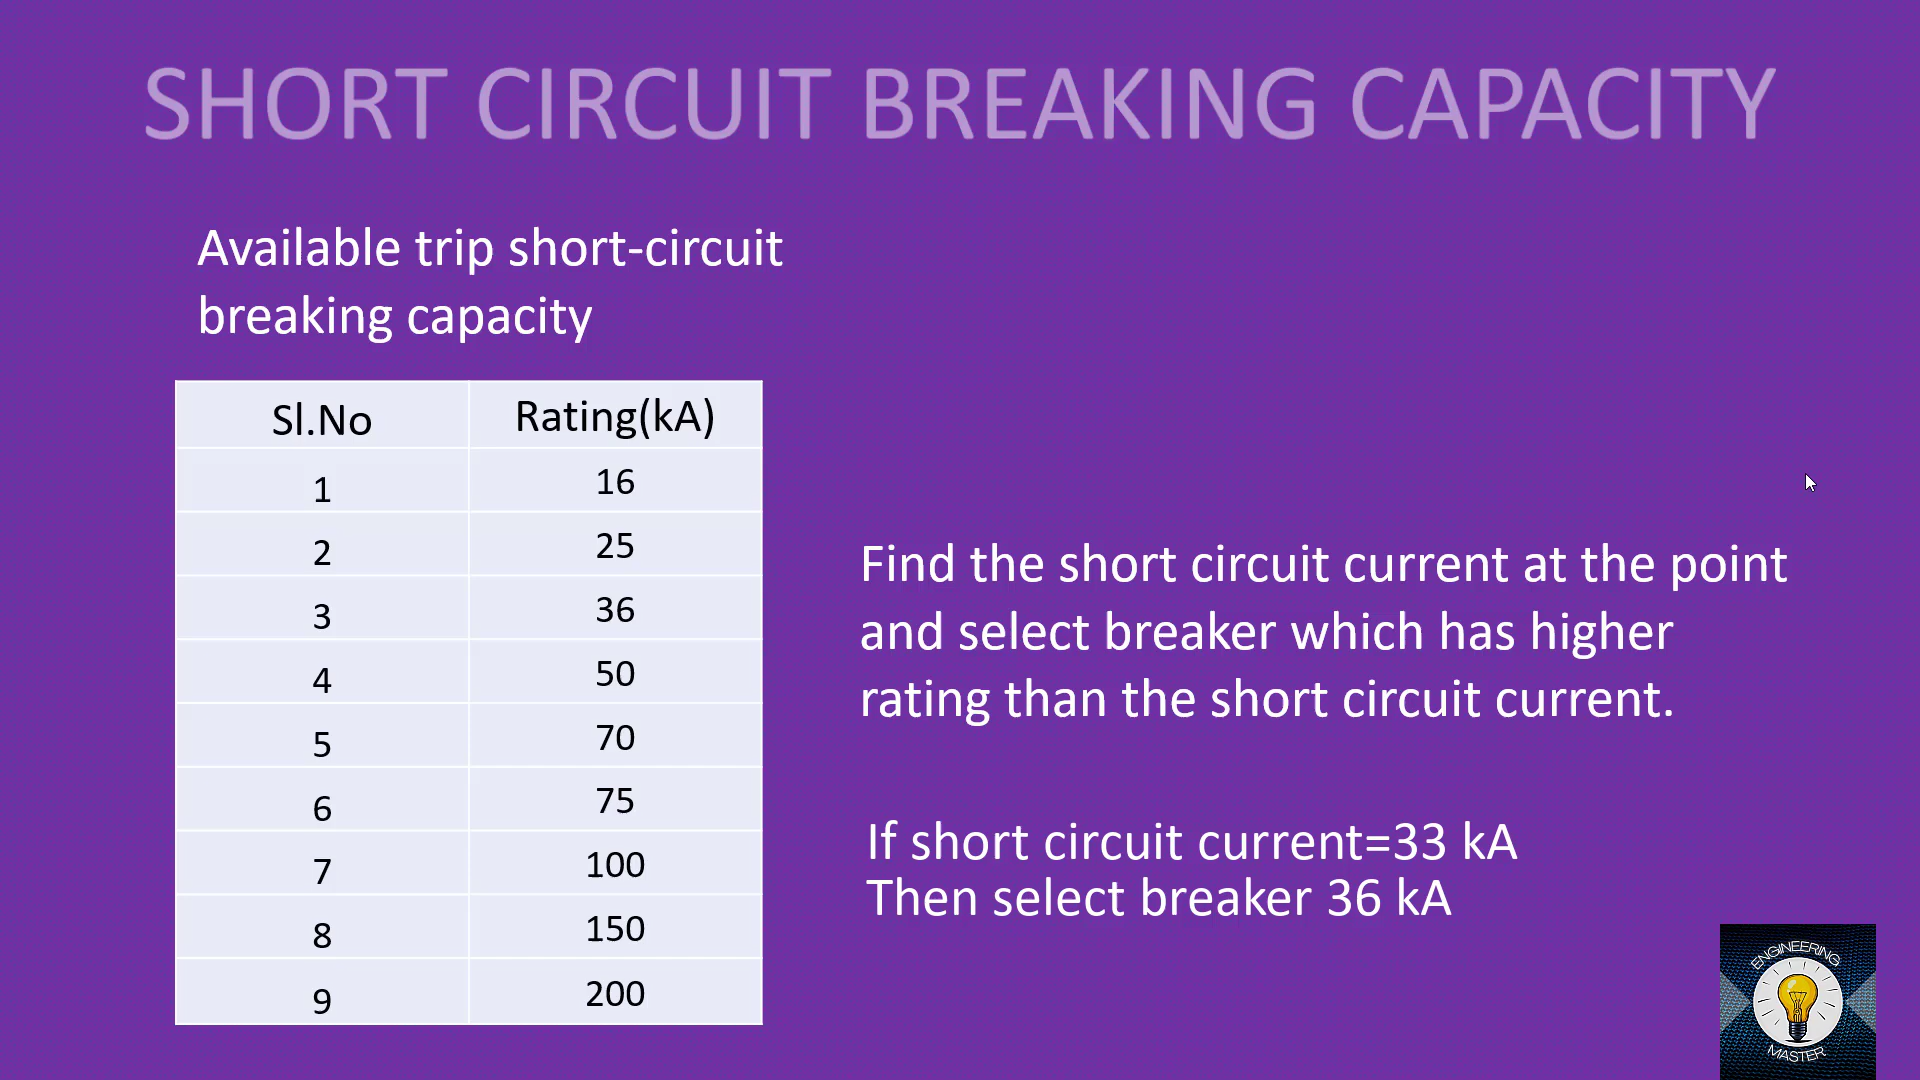 SHORT CIRCUIT BREAKING CAPACITY
Available trip short-circuit
breaking capacity
Sl.No Rating(kA)
1 16
2 25
3 36
4 50
5 70
6 75
7 100
8 150
9 200
Find the short circuit current at the point
and select breaker which has higher
rating than the short circuit current.
If short circuit current=33 kA
Then select breaker 36 kA
ENGINEERING
MASTER